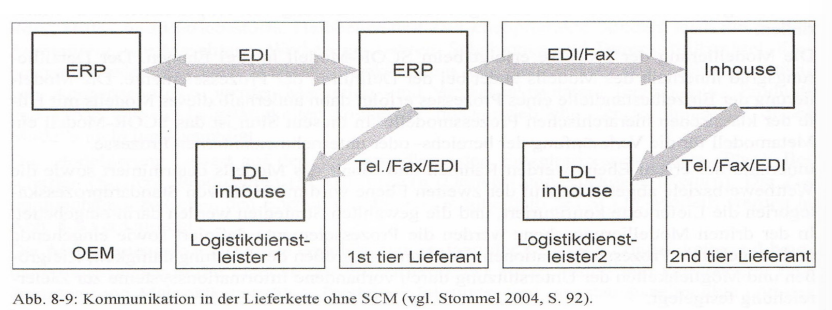 EDI
EDI/Fax
ERP
ERP
Inhouse
LDL
inhouse
Tel./Fax/EDI
LDL
inhouse
Tel./Fax/EDI
OEM
Logistikdienst-
leister 1
1st tier Lieferant
Logistikdienst-
leister2
2nd tier Lieferant
Abb. 8-9: Kommunikation in der Lieferkette ohne SCM (vgl. Stommel 2004, S. 92).